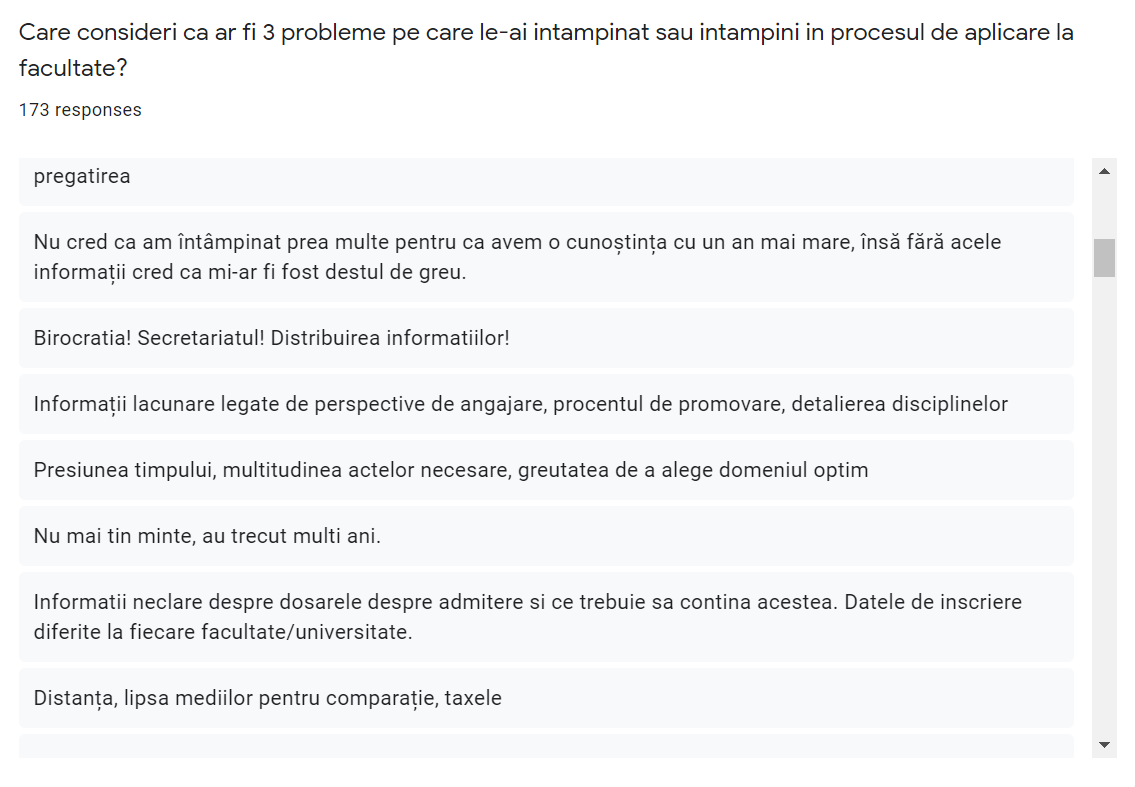 Care consideri ca ar fi 3 probleme pe care le-ai intampinat sau intampini in procesul de aplicare la
facultate?
173 responses
pregatirea
Nu cred ca am întâmpinat prea multe pentru ca avem o cunoștința cu un an mai mare, însă fără acele
informații cred ca mi-ar fi fost destul de greu.
Birocratia! Secretariatul! Distribuirea informatiilor!
Informații lacunare legate de perspective de angajare, procentul de promovare, detalierea disciplinelor
Presiunea timpului, multitudinea actelor necesare, greutatea de a alege domeniul optim
Nu mai tin minte, au trecut multi ani.
Informatii neclare despre dosarele despre admitere si ce trebuie sa contina acestea. Datele de inscriere
diferite la fiecare facultate/universitate.
Distanța, lipsa mediilor pentru comparație, taxele